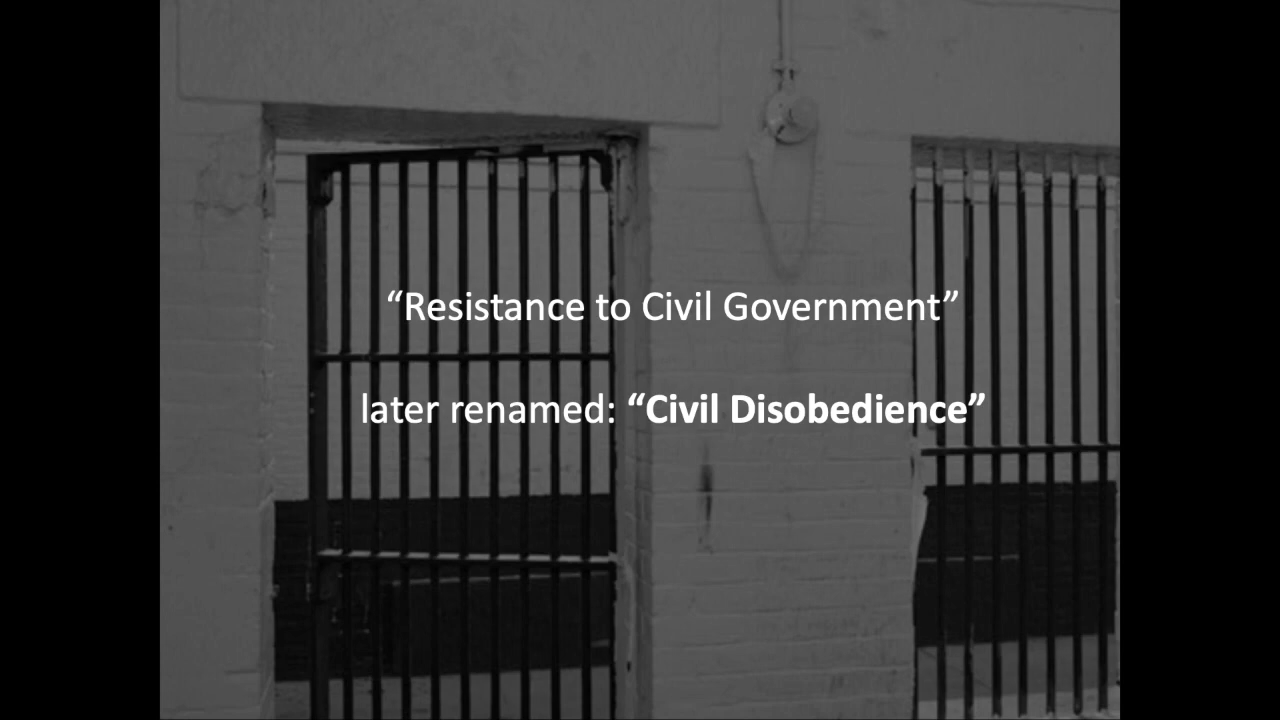 “Resistance to Civil Government”
later renamed: “Civil Disobedience”